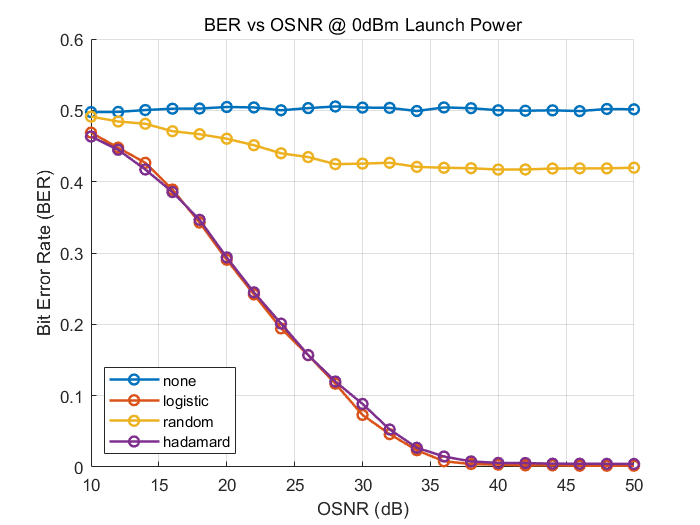 BER vs OSNR @ 0dBm Launch Power
Bit Error Rate (BER)
0.6
0.5
0.4
0.3
0.2
0.1
0
none
logistic
random
hadamard
10 15 20 25 30 35 40 45 50
OSNR (dB)